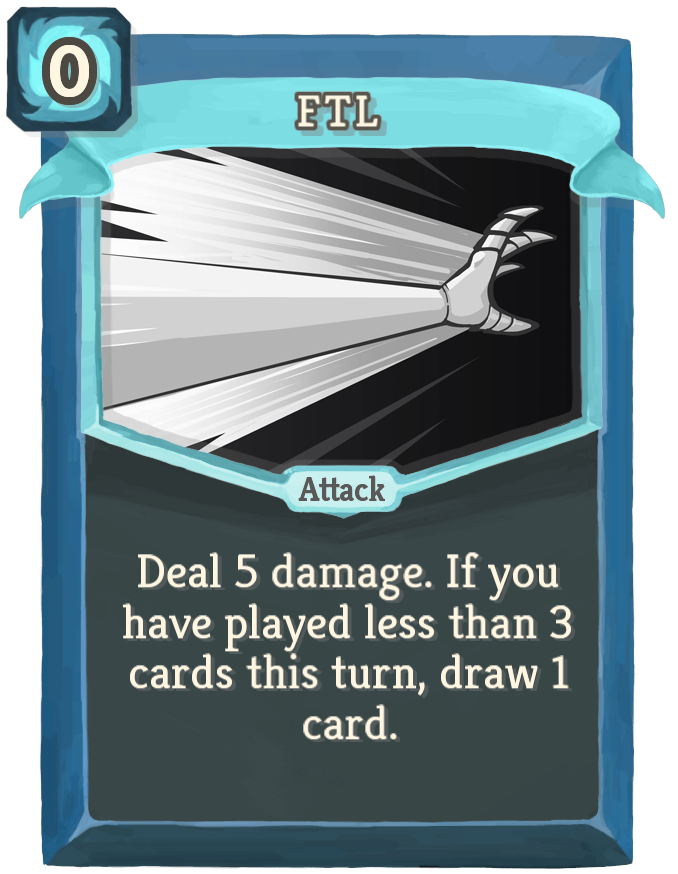 0
FTL
Attack
Deal 5 damage. If you
have played less than 3
cards this turn, draw 1
card.